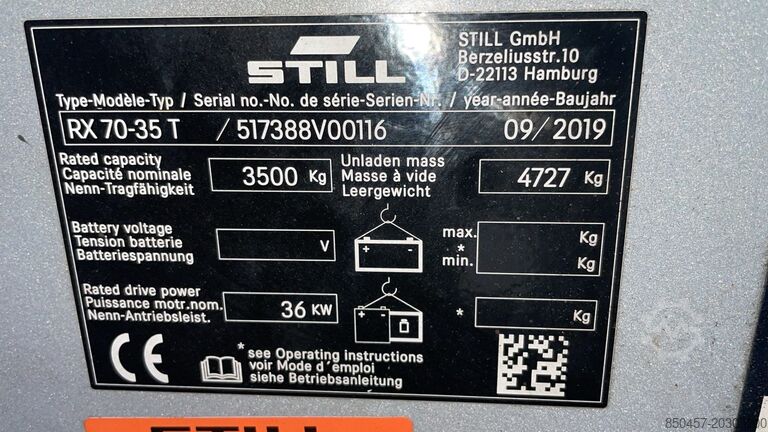 STILL
STILL GmbH
Berzeliusstr.10
D-22113 Hamburg
Type-Modèle-Typ / Serial no.-No. de série-Serien-Nr. / year-année-Baujahr
RX 70-35 T / 517388V00116 09/2019
Rated capacity
Capacité nominale
Nenn-Tragfähigkeit
3500 Kg
Unladen mass
Masse à vide
Leergewicht
4727 Kg
Battery voltage
Tension batterie
Batteriespannung
V
+ -
max.
*
min.
Kg
Kg
Rated drive power
Puissance motr.nom.
Nenn-Antriebsleist.
36 KW
+
* Kg
CE
* see Operating instructions
voir Mode d'emploi
siehe Betriebsanleitung
STILL